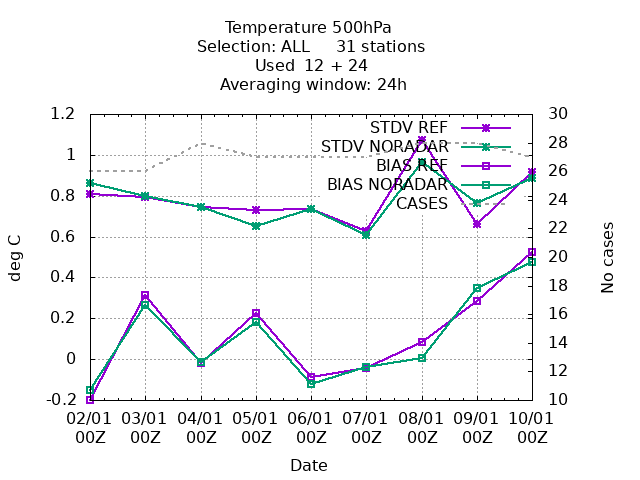 Temperature 500hPa
Selection: ALL     31 stations
Used  12 + 24
Averaging window: 24h
1.2
1
0.8
0.6
0.4
0.2
0
-0.2
deg C
30
28
26
24
22
20
18
16
14
12
10
No cases
STDV REF
STDV NORADAR
BIAS REF
BIAS NORADAR
CASES
02/01 03/01 04/01 05/01 06/01 07/01 08/01 09/01 10/01
00Z 00Z 00Z 00Z 00Z 00Z 00Z 00Z 00Z
Date